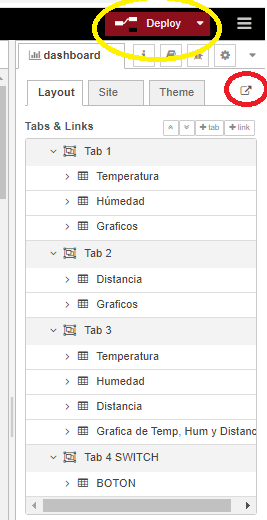 Deploy
dashboard
Layout Site Theme
Tabs & Links
tab link
Tab 1
Temperatura
Húmedad
Graficos
Tab 2
Distancia
Graficos
Tab 3
Temperatura
Humedad
Distancia
Grafica de Temp, Hum y Distanc
Tab 4 SWITCH
BOTON